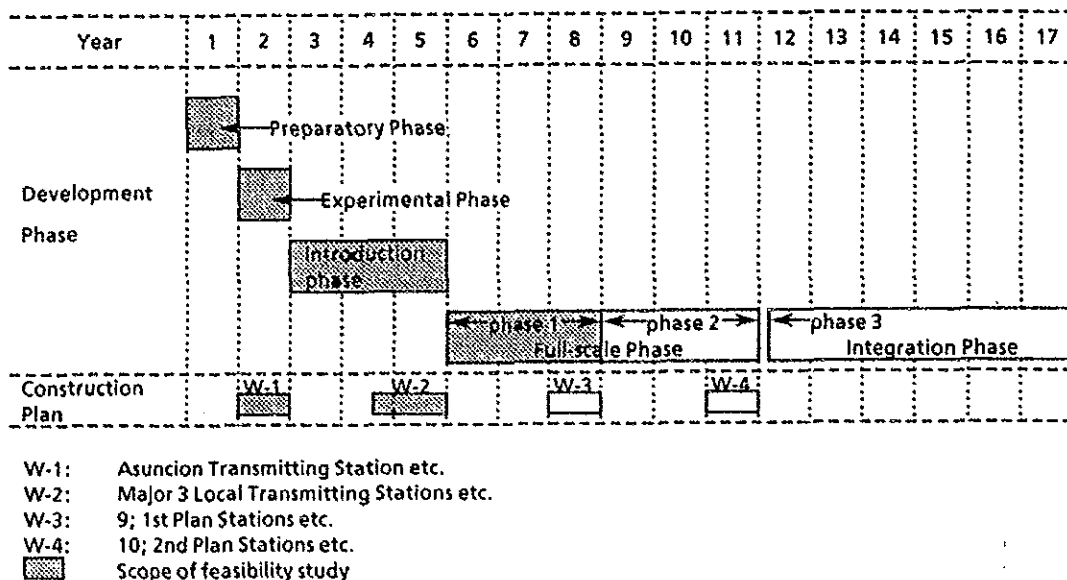 Year 1 2 3 4 5 6 7 8 9 10 11 12 13 14 15 16 17
Preparatory Phase
Development
Phase
Experimental Phase
Introduction
phase
phase 1 phase 2 phase 3
Full-scale Phase Integration Phase
Construction
Plan
W-1 W-2 W-3 W-4
W-1: Asuncion Transmitting Station etc.
W-2: Major 3 Local Transmitting Stations etc.
W-3: 9; 1st Plan Stations etc.
W-4: 10; 2nd Plan Stations etc.
Scope of feasibility study